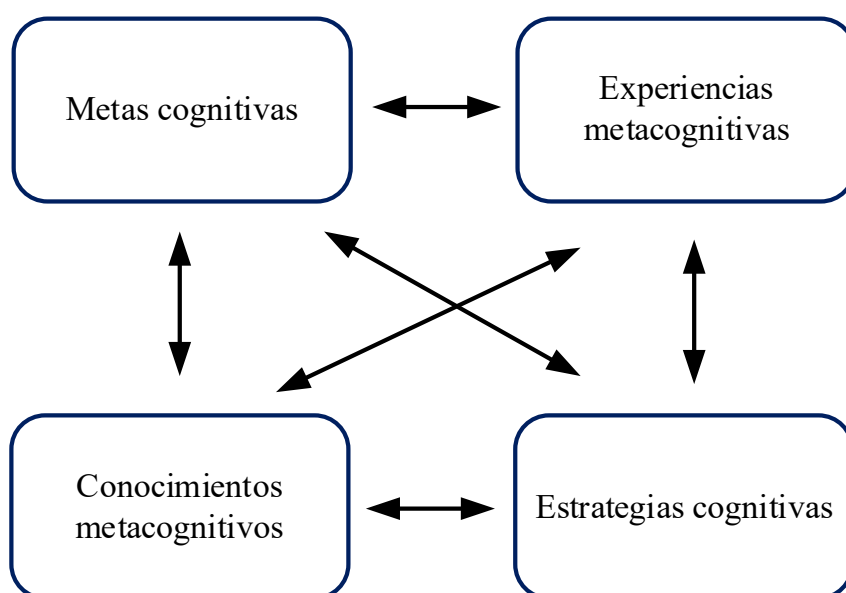 Metas cognitivas
Experiencias
metacognitivas
Conocimientos
metacognitivos
Estrategias cognitivas